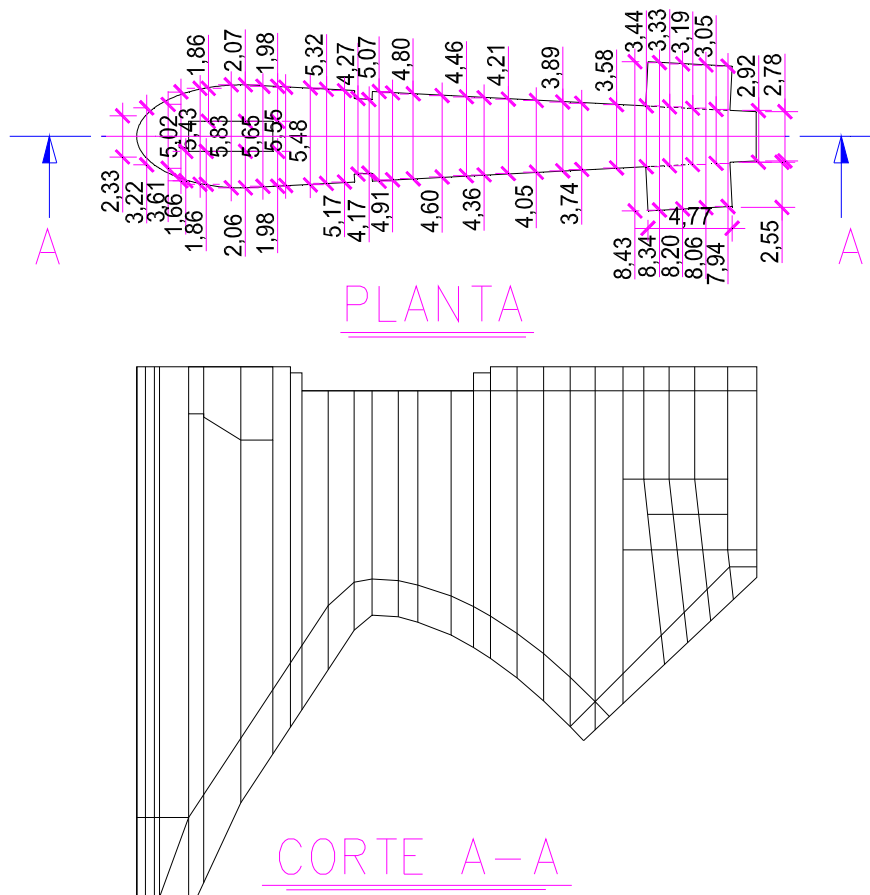 1,86 2,07 1,98 5,32 4,27 5,07 4,80 4,46 4,21 3,89 3,58 3,44 3,33 3,19 3,05 2,92 2,78
5,02 5,43 5,83 5,65 5,55 5,48
2,33 3,22 3,61 1,66 1,86 2,06 1,98 5,17 4,17 4,91 4,60 4,36 4,05 3,74 4,77 2,55
8,43 8,34 8,20 8,06 7,94
A A
PLANTA
CORTE A-A